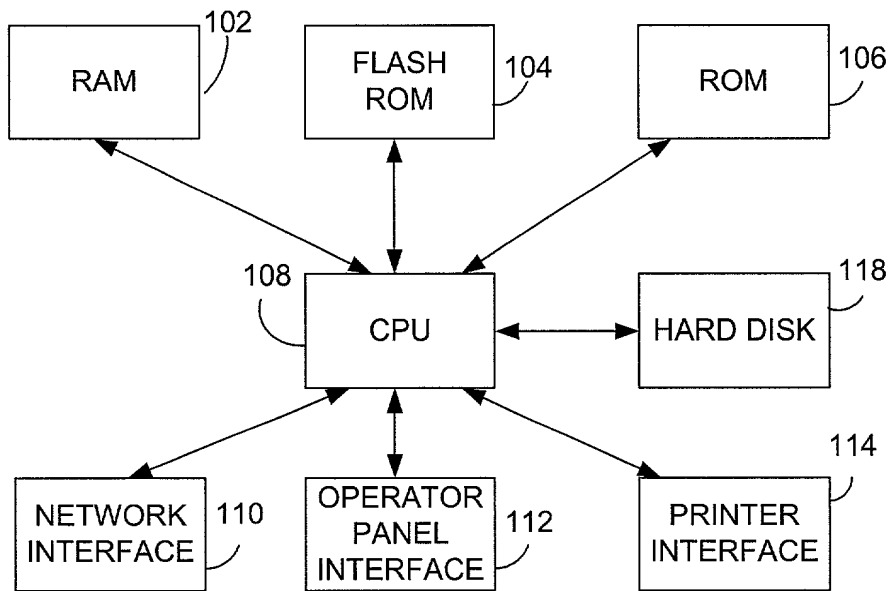 RAM
102
FLASH
ROM
104
ROM
106
108
CPU
HARD DISK
118
NETWORK
INTERFACE
110
OPERATOR
PANEL
INTERFACE
112
PRINTER
INTERFACE
114